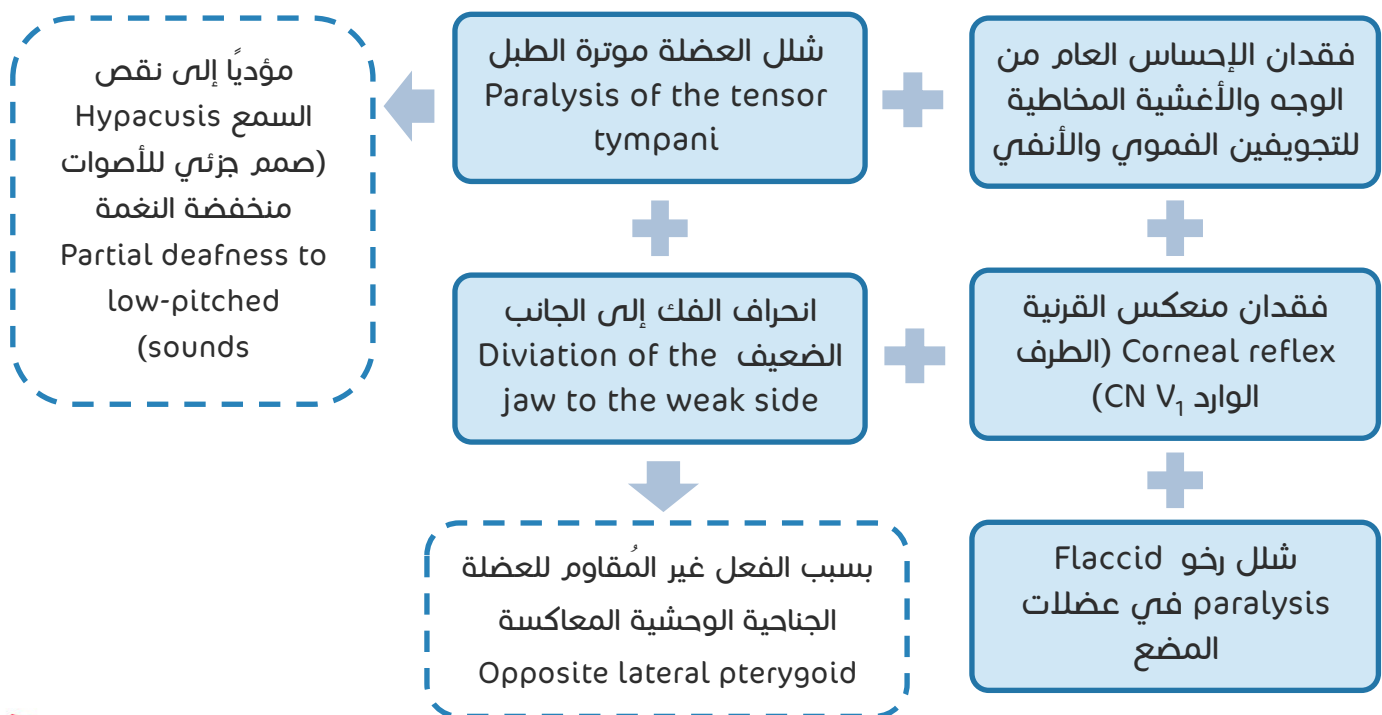 فقدان الإحساس العام من
الوجه والأغشية المخاطية
للتجويفين الفموي والأنفي
شلل العضلة موترة الطبل
Paralysis of the tensor
tympani
مؤديًا إلى نقص
السمع Hypacusis
(صمم جزئي للأصوات
منخفضة النغمة
Partial deafness to
low-pitched
(sounds
فقدان منعكس القرنية
Corneal reflex (الطرف
الوارد CN V₁)
انحراف الفك إلى الجانب
الضعيف Diviation of the
jaw to the weak side
شلل رخو Flaccid
paralysis في عضلات
المضع
بسبب الفعل غير المُقاوم للعضلة
الجناحية الوحشية المعاكسة
Opposite lateral pterygoid